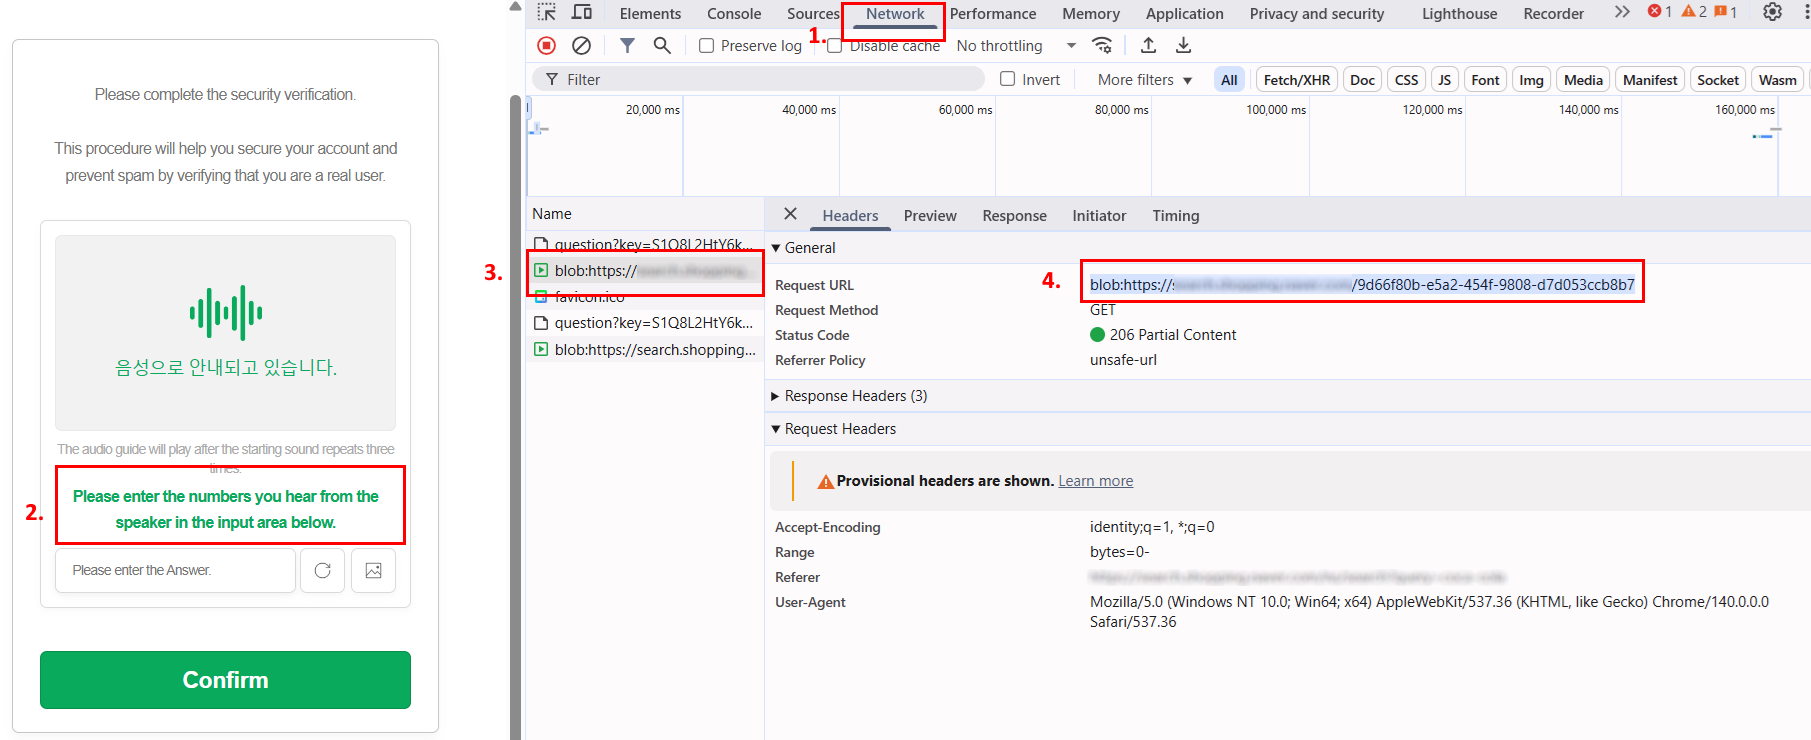 Please complete the security verification.
This procedure will help you secure your account and
prevent spam by verifying that you are a real user.
음성으로 안내되고 있습니다.
The audio guide will play after the starting sound repeats three
times.
2.
Please enter the numbers you hear from the
speaker in the input area below.
Please enter the Answer.
Confirm
Elements Console Sources Network Performance Memory Application Privacy and security Lighthouse Recorder 1 2 1
1.
Preserve log Disable cache No throttling
Filter Invert More filters All Fetch/XHR Doc CSS JS Font Img Media Manifest Socket Wasm
20,000 ms 40,000 ms 60,000 ms 80,000 ms 100,000 ms 120,000 ms 140,000 ms 160,000 ms
Name
question?key=S1Q8L2HtY6k...
3.
blob:https://
favicon.ico
question?key=S1Q8L2HtY6k...
blob:https://search.shopping...
Headers Preview Response Initiator Timing
General
4.
Request URL blob:https:// /9d66f80b-e5a2-454f-9808-d7d053ccb8b7
Request Method GET
Status Code 206 Partial Content
Referrer Policy unsafe-url
Response Headers (3)
Request Headers
Provisional headers are shown. Learn more
Accept-Encoding identity;q=1, *;q=0
Range bytes=0-
Referer
User-Agent Mozilla/5.0 (Windows NT 10.0; Win64; x64) AppleWebKit/537.36 (KHTML, like Gecko) Chrome/140.0.0.0
Safari/537.36